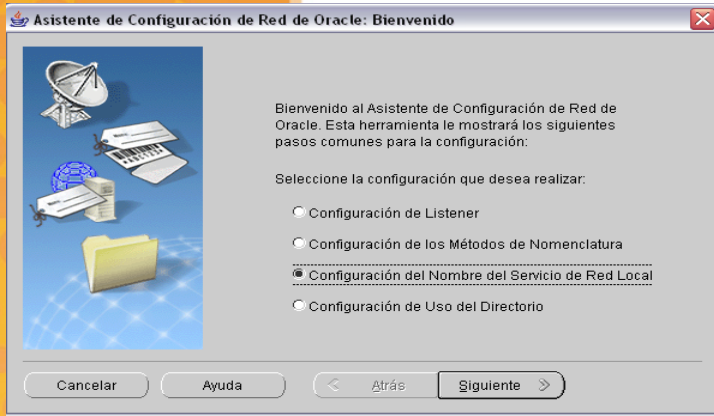 Asistente de Configuración de Red de Oracle: Bienvenido
Bienvenido al Asistente de Configuración de Red de
Oracle. Esta herramienta le mostrará los siguientes
pasos comunes para la configuración:
Seleccione la configuración que desea realizar:
Configuración de Listener
Configuración de los Métodos de Nomenclatura
Configuración del Nombre del Servicio de Red Local
Configuración de Uso del Directorio
Cancelar
Ayuda
Atrás
Siguiente